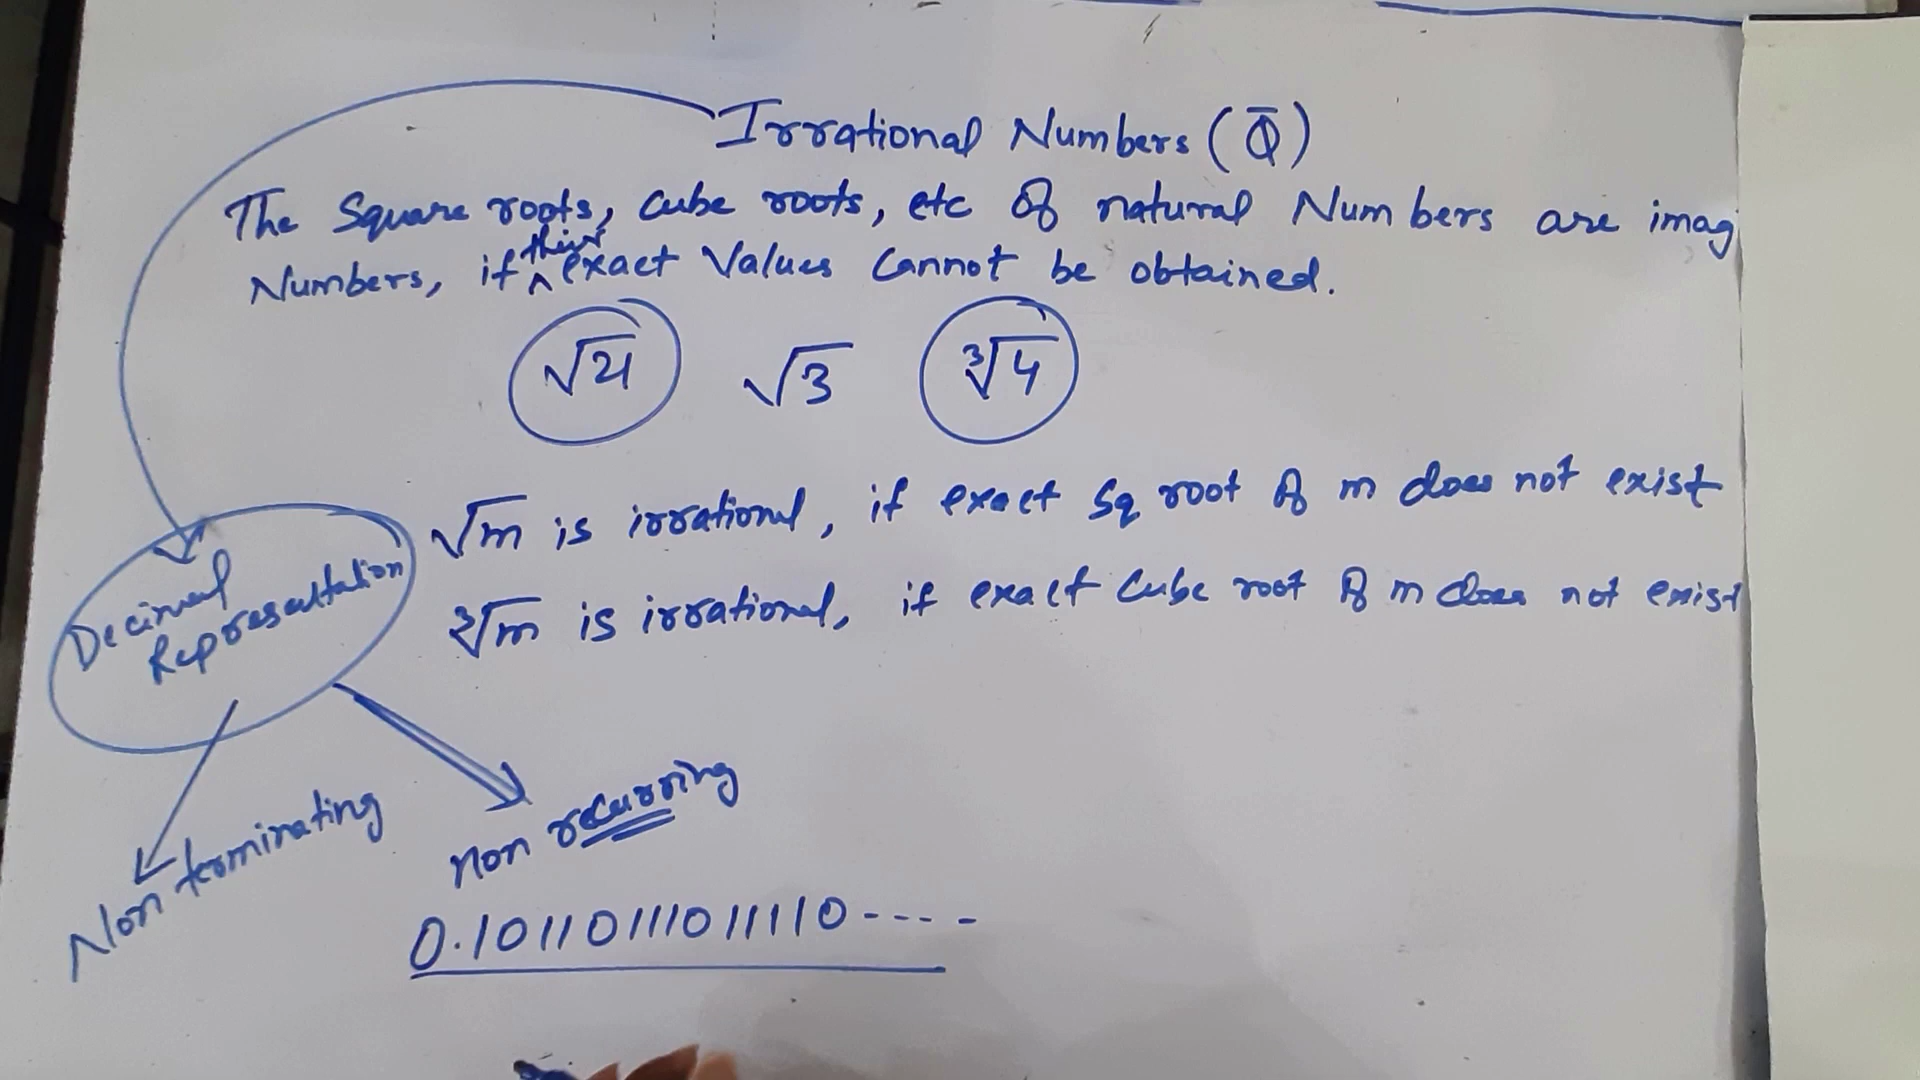 Irrational Numbers (Q̅)
The Square roots, Cube roots, etc of natural Numbers are imag
Numbers, if their exact Values cannot be obtained.
√3 ∛4
√m is irrational, if exact Sq root of m does not exist
∛m is irrational, if exact Cube root of m does not exist
Decimal
Representation
Non terminating
non recurring
0.10110111011110-----